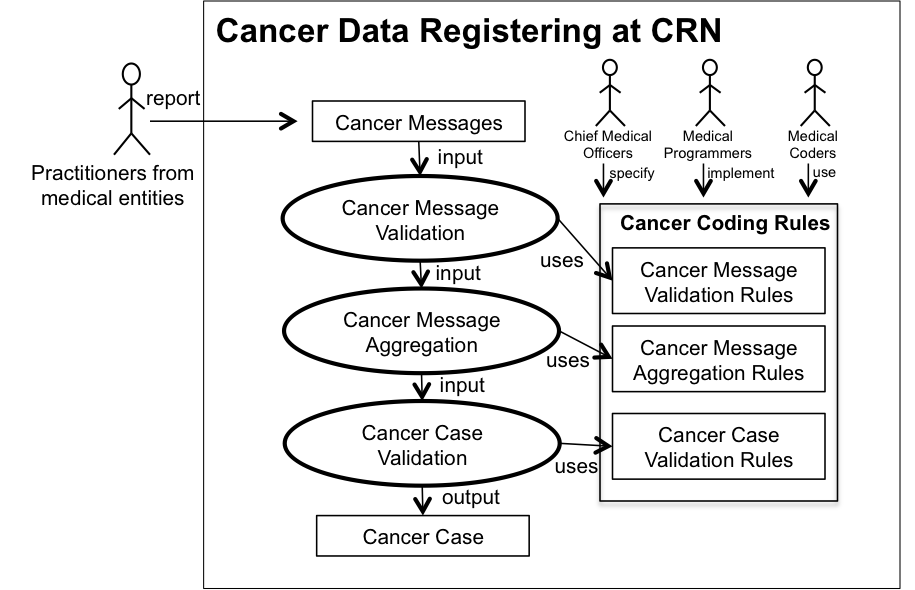 Cancer Data Registering at CRN
report
Practitioners from
medical entities
Cancer Messages
input
Cancer Message
Validation
input
Cancer Message
Aggregation
input
Cancer Case
Validation
output
Cancer Case
uses
uses
uses
Chief Medical
Officers
specify
Medical
Programmers
implement
Medical
Coders
use
Cancer Coding Rules
Cancer Message
Validation Rules
Cancer Message
Aggregation Rules
Cancer Case
Validation Rules